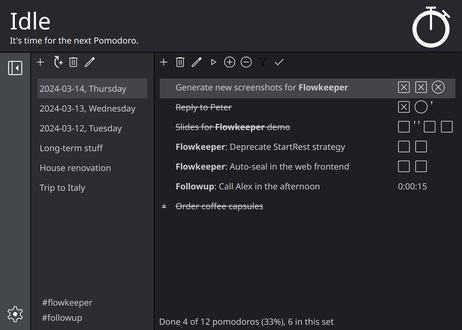 Idle
It's time for the next Pomodoro.
2024-03-14, Thursday
2024-03-13, Wednesday
2024-03-12, Tuesday
Long-term stuff
House renovation
Trip to Italy
#flowkeeper
#followup
Generate new screenshots for Flowkeeper
Reply to Peter
Slides for Flowkeeper demo
Flowkeeper: Deprecate StartRest strategy
Flowkeeper: Auto-seal in the web frontend
Followup: Call Alex in the afternoon 0:00:15
Order coffee capsules
Done 4 of 12 pomodoros (33%), 6 in this set